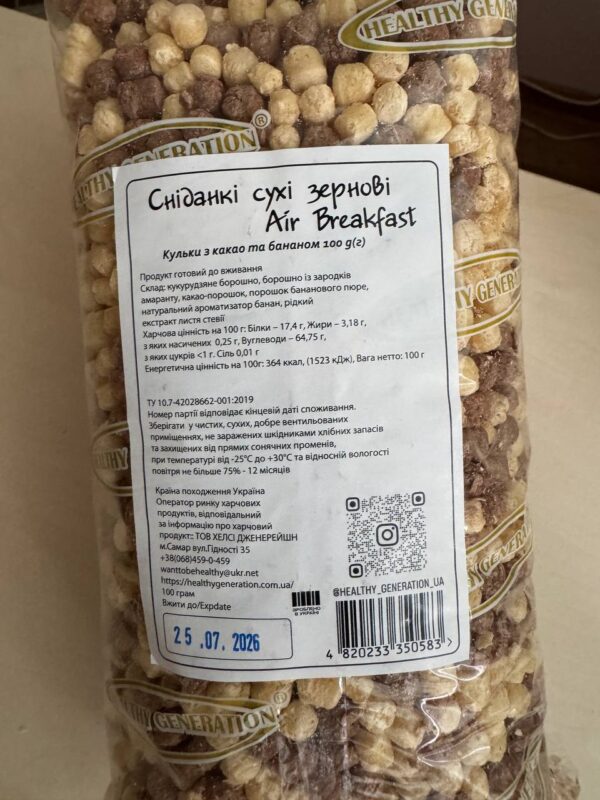 HEALTHY GENERATION
HEALTHY GENERATION®
Сніданкі сухі зернові
Air Breakfast
Кульки з какао та бананом 100 g(г)
Продукт готовий до вживання
Склад: кукурудзяне борошно, борошно із зародків
амаранту, какао-порошок, порошок бананового пюре,
натуральний ароматизатор банан, рідкий
екстракт листя стевії
Харчова цінність на 100 г: Білки – 17,4 г, Жири – 3,18 г,
з яких насичених 0,25 г, Вуглеводи – 64,75 г,
з яких цукрів <1 г. Сіль 0,01 г
Енергетична цінність на 100г: 364 ккал, (1523 кДж), Вага нетто: 100 г
ТУ 10.7-42028662-001:2019
Номер партії відповідає кінцевій даті споживання.
Зберігати у чистих, сухих, добре вентильованих
приміщеннях, не заражених шкідниками хлібних запасів
та захищених від прямих сонячних променів,
при температурі від -25°С до +30°С та відносній вологості
повітря не більше 75% - 12 місяців
Країна походження Україна
Оператор ринку харчових
продуктів, відповідальний
за інформацію про харчовий
продукт:: ТОВ ХЕЛСІ ДЖЕНЕРЕЙШН
м.Самар вул.Гідності 35
+38(068)459-0-459
wanttobehealthy@ukr.net
https://healthygeneration.com.ua/
100 грам
Вжити до/Expdate
25.07.2026
ЗРОБЛЕНО
В УКРАЇНІ
@HEALTHY_GENERATION_UA
4 820233 350583 >
HEALTHY GENERATION®